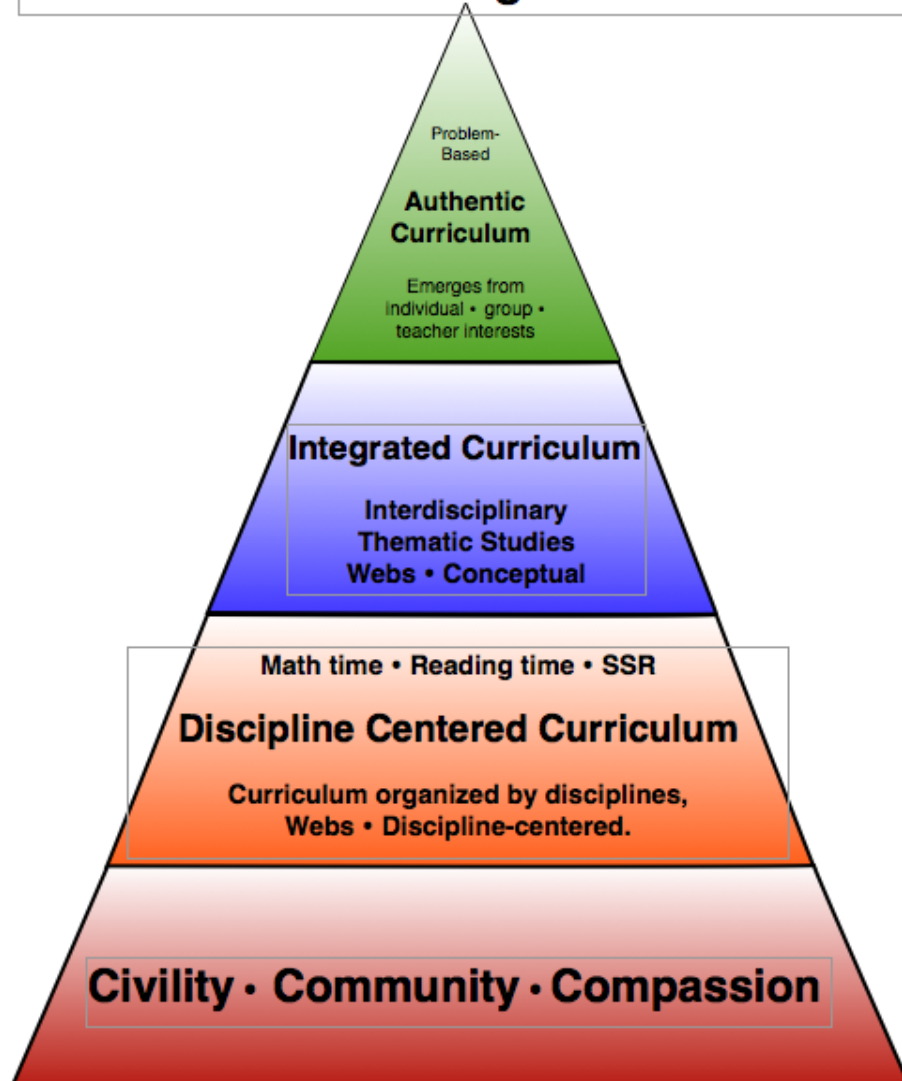 Problem-
Based
Authentic
Curriculum
Emerges from
individual • group •
teacher interests
Integrated Curriculum
Interdisciplinary
Thematic Studies
Webs • Conceptual
Math time • Reading time • SSR
Discipline Centered Curriculum
Curriculum organized by disciplines,
Webs • Discipline-centered.
Civility • Community • Compassion